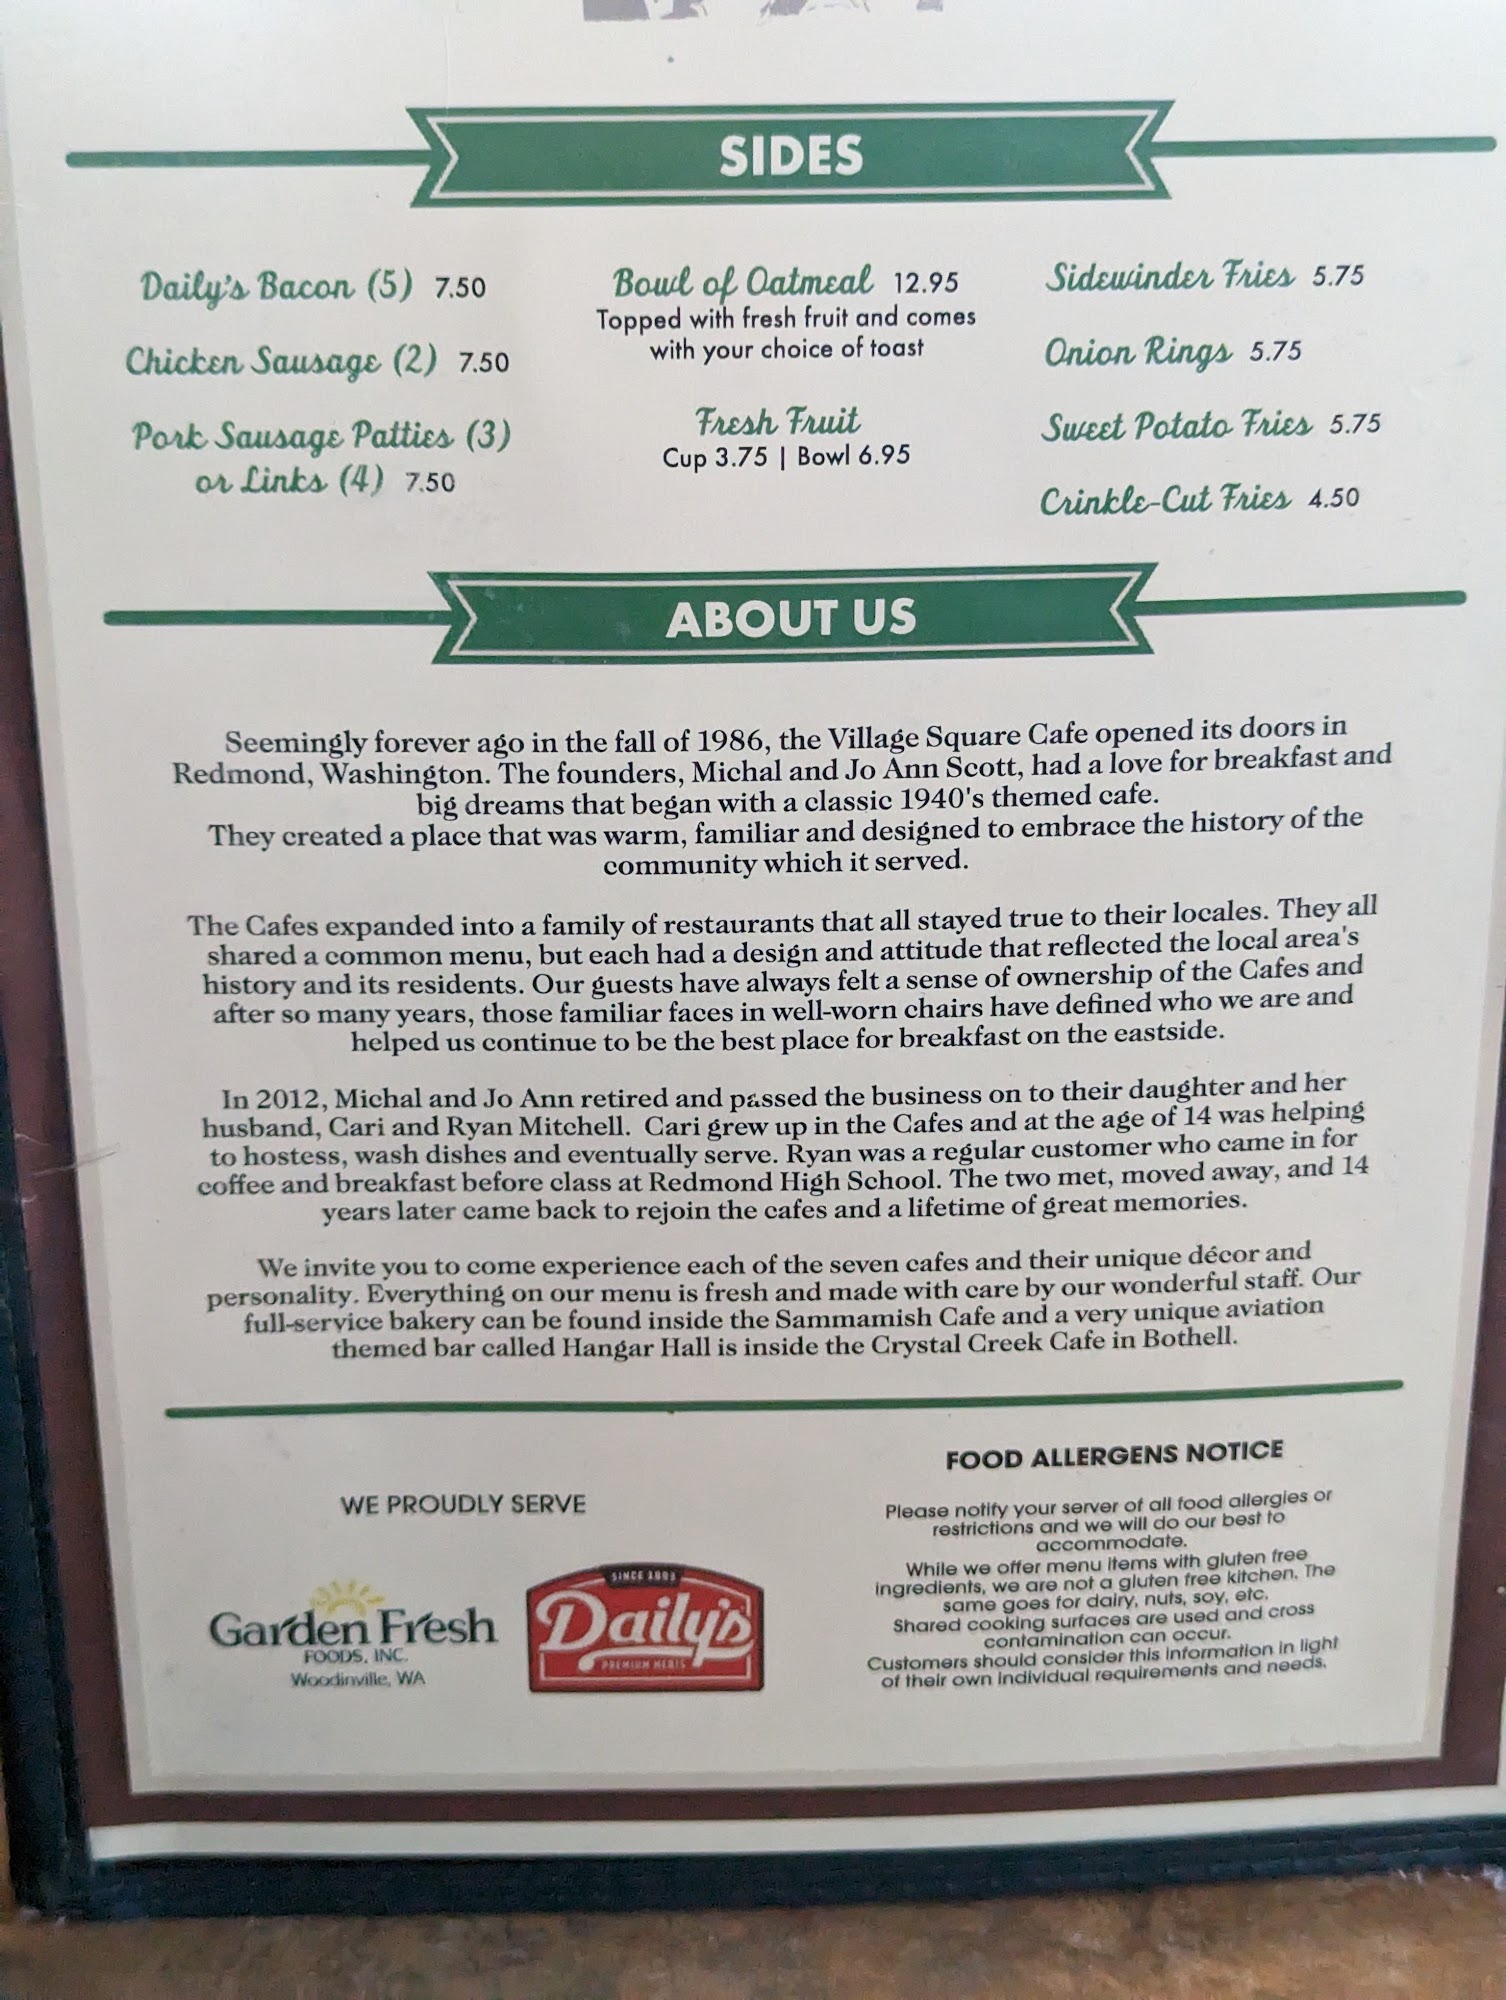 SIDES
Daily's Bacon (5) 7.50
Chicken Sausage (2) 7.50
Pork Sausage Patties (3)
or Links (4) 7.50
Bowl of Oatmeal 12.95
Topped with fresh fruit and comes
with your choice of toast
Fresh Fruit
Cup 3.75 | Bowl 6.95
Sidewinder Fries 5.75
Onion Rings 5.75
Sweet Potato Fries 5.75
Crinkle-Cut Fries 4.50
ABOUT US
Seemingly forever ago in the fall of 1986, the Village Square Cafe opened its doors in
Redmond, Washington. The founders, Michal and Jo Ann Scott, had a love for breakfast and
big dreams that began with a classic 1940's themed cafe.
They created a place that was warm, familiar and designed to embrace the history of the
community which it served.
The Cafes expanded into a family of restaurants that all stayed true to their locales. They all
shared a common menu, but each had a design and attitude that reflected the local area's
history and its residents. Our guests have always felt a sense of ownership of the Cafes and
after so many years, those familiar faces in well-worn chairs have defined who we are and
helped us continue to be the best place for breakfast on the eastside.
In 2012, Michal and Jo Ann retired and passed the business on to their daughter and her
husband, Cari and Ryan Mitchell. Cari grew up in the Cafes and at the age of 14 was helping
to hostess, wash dishes and eventually serve. Ryan was a regular customer who came in for
coffee and breakfast before class at Redmond High School. The two met, moved away, and 14
years later came back to rejoin the cafes and a lifetime of great memories.
We invite you to come experience each of the seven cafes and their unique décor and
personality. Everything on our menu is fresh and made with care by our wonderful staff. Our
full-service bakery can be found inside the Sammamish Cafe and a very unique aviation
themed bar called Hangar Hall is inside the Crystal Creek Cafe in Bothell.
WE PROUDLY SERVE
Garden Fresh
FOODS, INC.
Woodinville, WA
SINCE 1893
Daily's
PREMIUM MEATS
FOOD ALLERGENS NOTICE
Please notify your server of all food allergies or
restrictions and we will do our best to
accommodate.
While we offer menu items with gluten free
ingredients, we are not a gluten free kitchen. The
same goes for dairy, nuts, soy, etc.
Shared cooking surfaces are used and cross
contamination can occur.
Customers should consider this information in light
of their own individual requirements and needs.